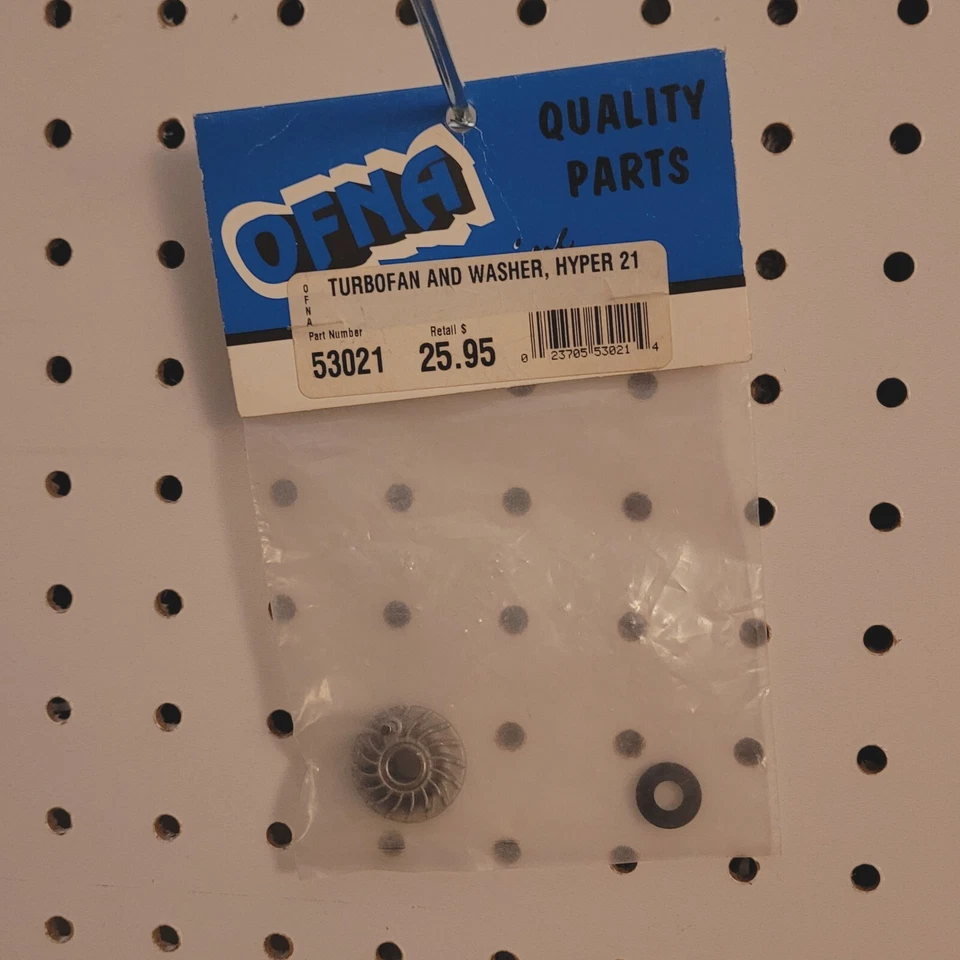 QUALITY
PARTS
OFNA
TURBOFAN AND WASHER, HYPER 21
OFNA
Part Number
Retail $
53021
25.95
0 23705 53021 4